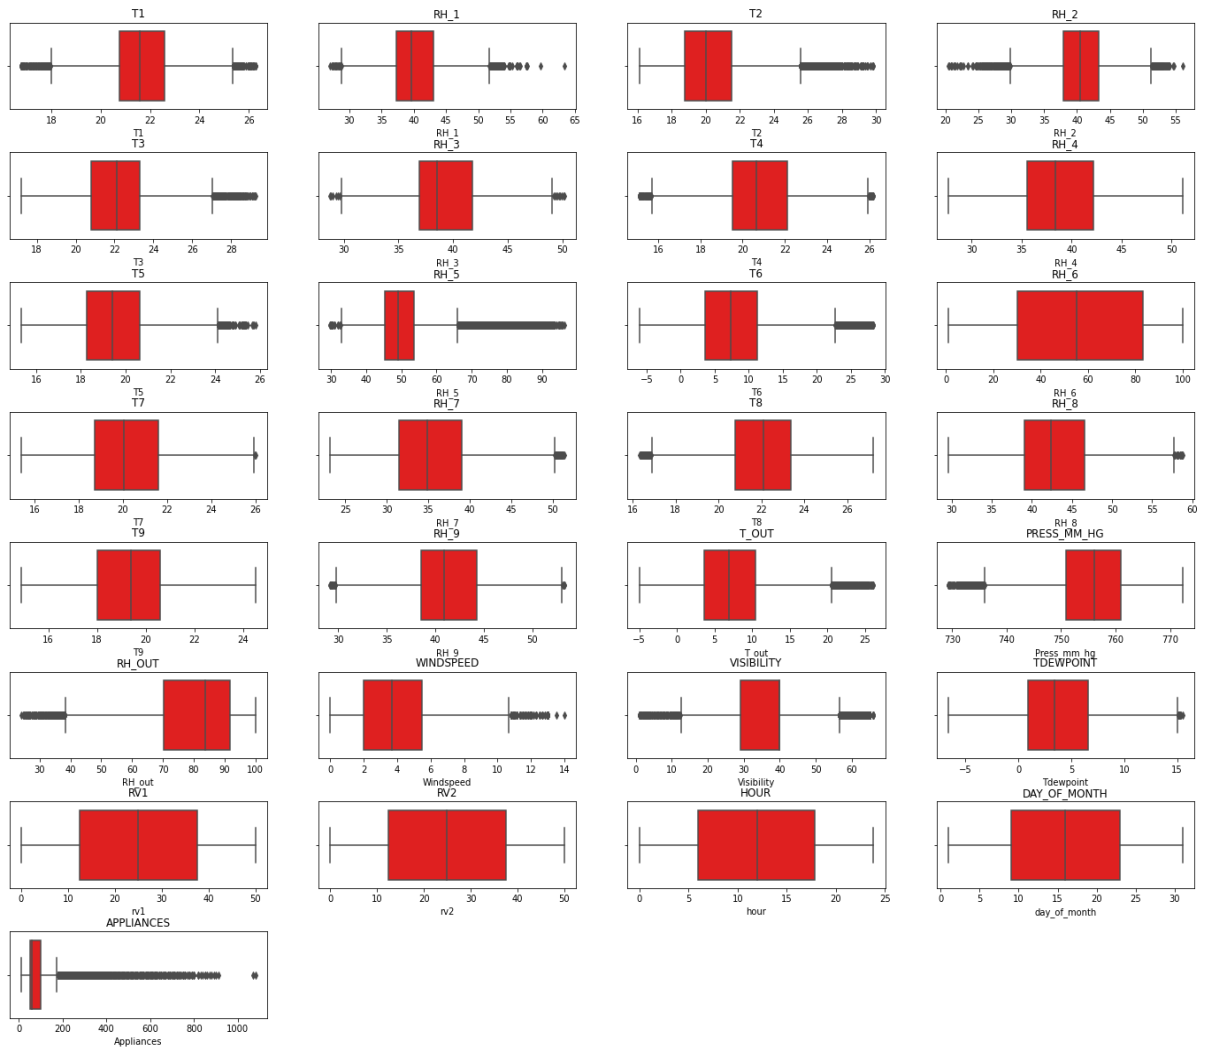 T1 RH_1 T2 RH_2
18 20 22 24 26 30 35 40 45 50 55 60 65 16 18 20 22 24 26 28 30 20 25 30 35 40 45 50 55
T1 RH_1 T2 RH_2
T3 RH_3 T4 RH_4
18 20 22 24 26 28 30 35 40 45 50 16 18 20 22 24 26 30 35 40 45 50
T3 RH_3 T4 RH_4
T5 RH_5 T6 RH_6
16 18 20 22 24 26 30 40 50 60 70 80 90 −5 0 5 10 15 20 25 30 0 20 40 60 80 100
T5 RH_5 T6 RH_6
T7 RH_7 T8 RH_8
16 18 20 22 24 26 25 30 35 40 45 50 16 18 20 22 24 26 30 35 40 45 50 55 60
T7 RH_7 T8 RH_8
T9 RH_9 T_OUT PRESS_MM_HG
16 18 20 22 24 30 35 40 45 50 −5 0 5 10 15 20 25 730 740 750 760 770
T9 RH_9 T_out Press_mm_hg
RH_OUT WINDSPEED VISIBILITY TDEWPOINT
30 40 50 60 70 80 90 100 0 2 4 6 8 10 12 14 0 10 20 30 40 50 60 −5 0 5 10 15
RH_out Windspeed Visibility Tdewpoint
RV1 RV2 HOUR DAY_OF_MONTH
0 10 20 30 40 50 0 10 20 30 40 50 0 5 10 15 20 25 0 5 10 15 20 25 30
rv1 rv2 hour day_of_month
APPLIANCES
0 200 400 600 800 1000
Appliances